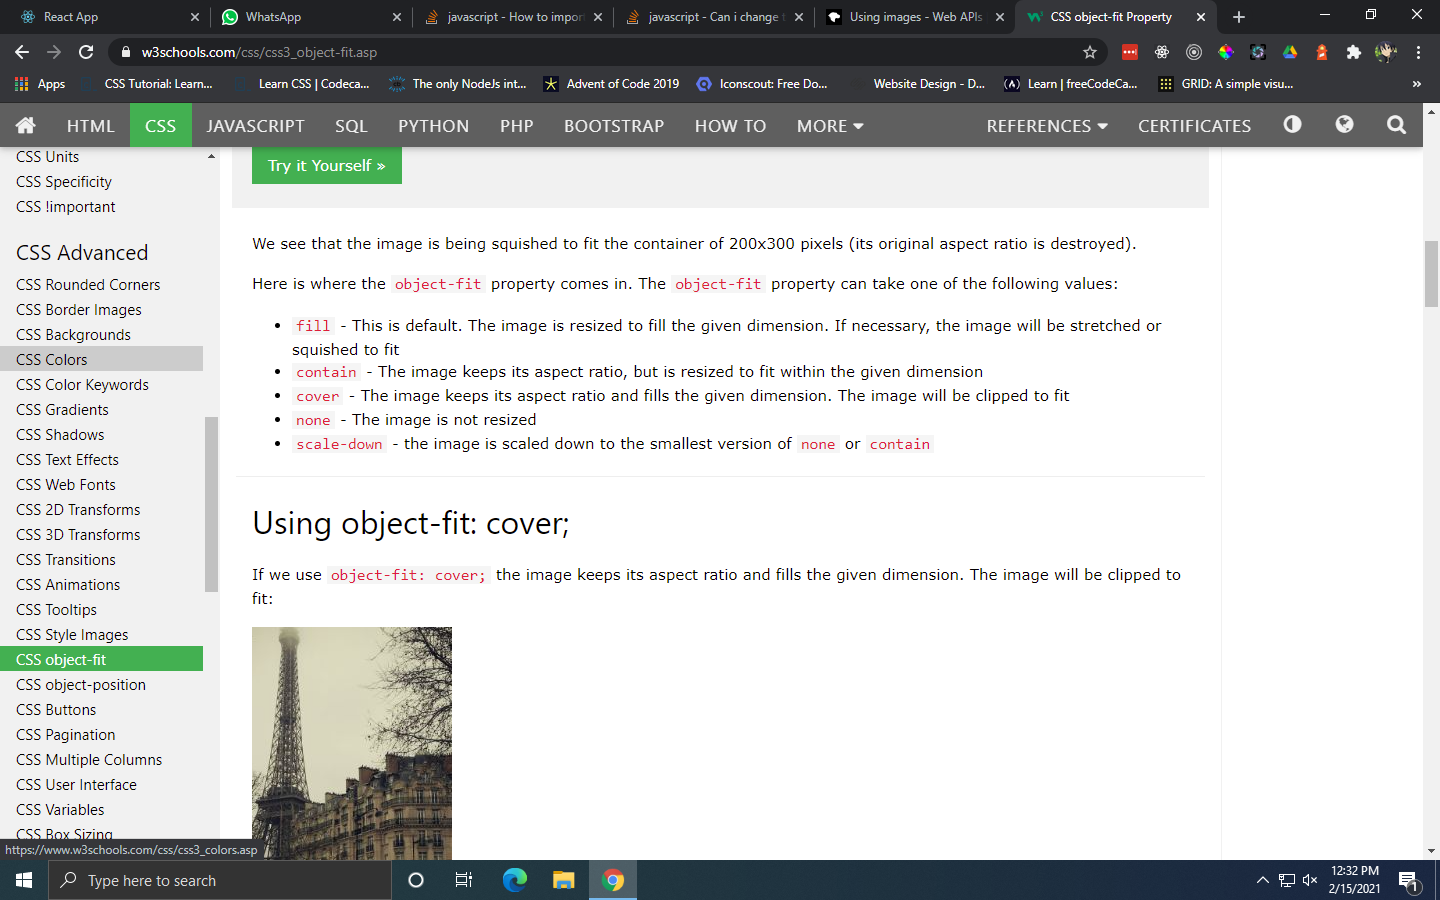 React App
WhatsApp
javascript - How to impor
javascript - Can i change t
Using images - Web APIs
CSS object-fit Property
w3schools.com/css/css3_object-fit.asp
Apps
CSS Tutorial: Learn...
Learn CSS | Codeca...
The only NodeJs int...
Advent of Code 2019
Iconscout: Free Do...
Website Design - D...
Learn | freeCodeCa...
GRID: A simple visu...
»
HTML
CSS
JAVASCRIPT
SQL
PYTHON
PHP
BOOTSTRAP
HOW TO
MORE
REFERENCES
CERTIFICATES
CSS Units
CSS Specificity
CSS !important
CSS Advanced
CSS Rounded Corners
CSS Border Images
CSS Backgrounds
CSS Colors
CSS Color Keywords
CSS Gradients
CSS Shadows
CSS Text Effects
CSS Web Fonts
CSS 2D Transforms
CSS 3D Transforms
CSS Transitions
CSS Animations
CSS Tooltips
CSS Style Images
CSS object-fit
CSS object-position
CSS Buttons
CSS Pagination
CSS Multiple Columns
CSS User Interface
CSS Variables
CSS Box Sizing
Try it Yourself »
We see that the image is being squished to fit the container of 200x300 pixels (its original aspect ratio is destroyed).
Here is where the object-fit property comes in. The object-fit property can take one of the following values:
• fill - This is default. The image is resized to fill the given dimension. If necessary, the image will be stretched or
squished to fit
• contain - The image keeps its aspect ratio, but is resized to fit within the given dimension
• cover - The image keeps its aspect ratio and fills the given dimension. The image will be clipped to fit
• none - The image is not resized
• scale-down - the image is scaled down to the smallest version of none or contain
Using object-fit: cover;
If we use object-fit: cover; the image keeps its aspect ratio and fills the given dimension. The image will be clipped to
fit:
https://www.w3schools.com/css/css3_colors.asp
Type here to search
12:32 PM
2/15/2021
1